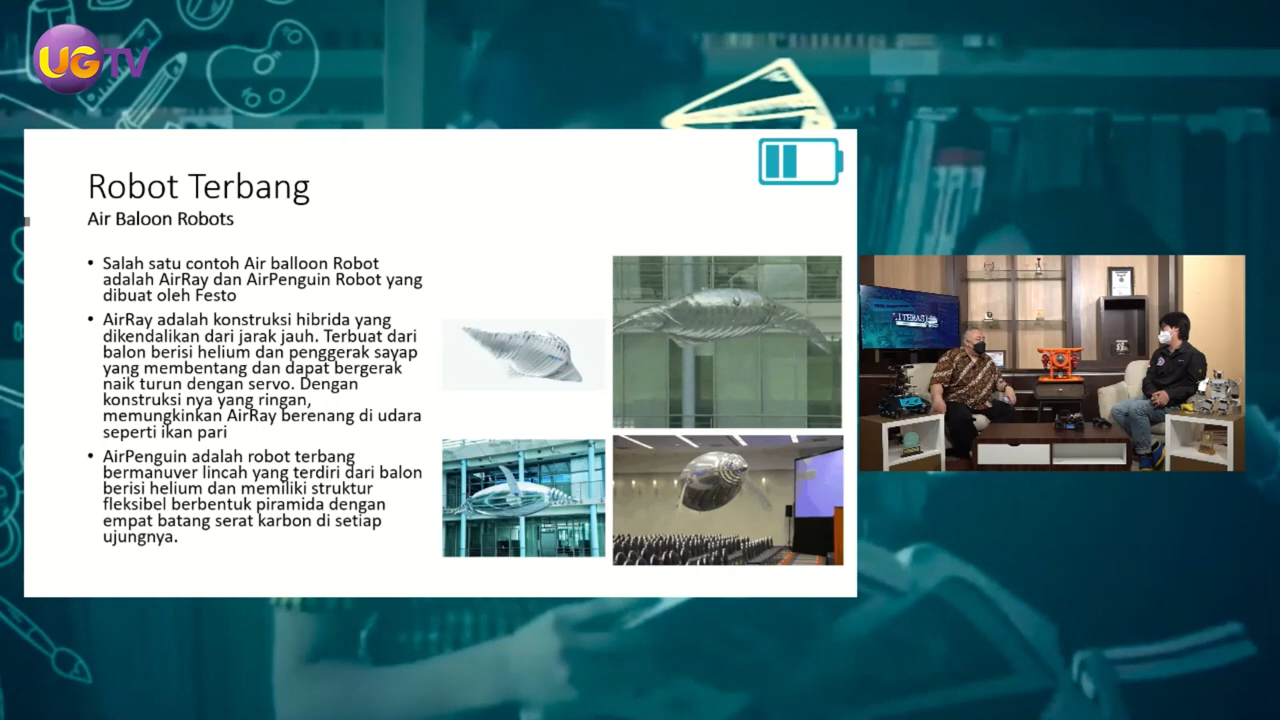 UGTV
Robot Terbang
Air Baloon Robots
• Salah satu contoh Air balloon Robot
adalah AirRay dan AirPenguin Robot yang
dibuat oleh Festo
• AirRay adalah konstruksi hibrida yang
dikendalikan dari jarak jauh. Terbuat dari
balon berisi helium dan penggerak sayap
yang membentang dan dapat bergerak
naik turun dengan servo. Dengan
konstruksi nya yang ringan,
memungkinkan AirRay berenang di udara
seperti ikan pari
• AirPenguin adalah robot terbang
bermanuver lincah yang terdiri dari balon
berisi helium dan memiliki struktur
fleksibel berbentuk piramida dengan
empat batang serat karbon di setiap
ujungnya.
LITERASI